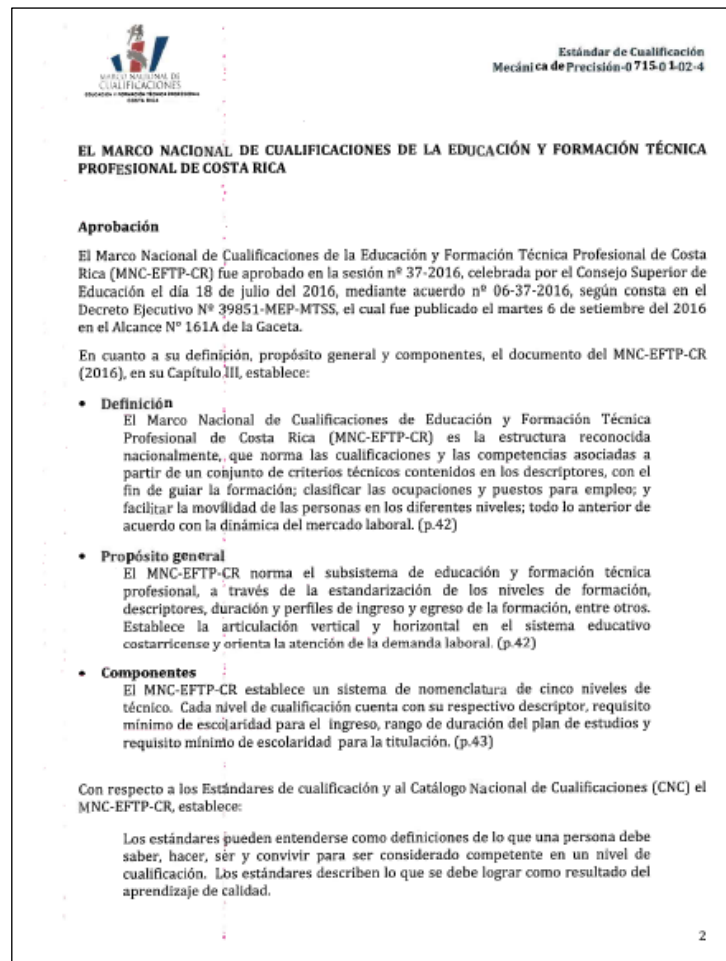 MARCO NACIONAL DE
CUALIFICACIONES
EDUCACIÓN Y FORMACIÓN TÉCNICA PROFESIONAL
COSTA RICA
Estándar de Cualificación
Mecánica de Precisión-0715-01-02-4
EL MARCO NACIONAL DE CUALIFICACIONES DE LA EDUCACIÓN Y FORMACIÓN TÉCNICA
PROFESIONAL DE COSTA RICA
Aprobación
El Marco Nacional de Cualificaciones de la Educación y Formación Técnica Profesional de Costa
Rica (MNC-EFTP-CR) fue aprobado en la sesión nº 37-2016, celebrada por el Consejo Superior de
Educación el día 18 de julio del 2016, mediante acuerdo nº 06-37-2016, según consta en el
Decreto Ejecutivo Nº 39851-MEP-MTSS, el cual fue publicado el martes 6 de setiembre del 2016
en el Alcance N° 161A de la Gaceta.
En cuanto a su definición, propósito general y componentes, el documento del MNC-EFTP-CR
(2016), en su Capítulo III, establece:
• Definición
El Marco Nacional de Cualificaciones de Educación y Formación Técnica
Profesional de Costa Rica (MNC-EFTP-CR) es la estructura reconocida
nacionalmente, que norma las cualificaciones y las competencias asociadas a
partir de un conjunto de criterios técnicos contenidos en los descriptores, con el
fin de guiar la formación; clasificar las ocupaciones y puestos para empleo; y
facilitar la movilidad de las personas en los diferentes niveles; todo lo anterior de
acuerdo con la dinámica del mercado laboral. (p.42)
• Propósito general
El MNC-EFTP-CR norma el subsistema de educación y formación técnica
profesional, a través de la estandarización de los niveles de formación,
descriptores, duración y perfiles de ingreso y egreso de la formación, entre otros.
Establece la articulación vertical y horizontal en el sistema educativo
costarricense y orienta la atención de la demanda laboral. (p.42)
• Componentes
El MNC-EFTP-CR establece un sistema de nomenclatura de cinco niveles de
técnico. Cada nivel de cualificación cuenta con su respectivo descriptor, requisito
mínimo de escolaridad para el ingreso, rango de duración del plan de estudios y
requisito mínimo de escolaridad para la titulación. (p.43)
Con respecto a los Estándares de cualificación y al Catálogo Nacional de Cualificaciones (CNC) el
MNC-EFTP-CR, establece:
Los estándares pueden entenderse como definiciones de lo que una persona debe
saber, hacer, ser y convivir para ser considerado competente en un nivel de
cualificación. Los estándares describen lo que se debe lograr como resultado del
aprendizaje de calidad.
2